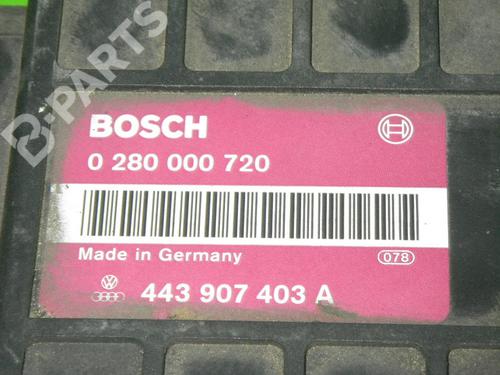 B-PARTS
BOSCH
0 280 000 720
Made in Germany
078
443 907 403 A